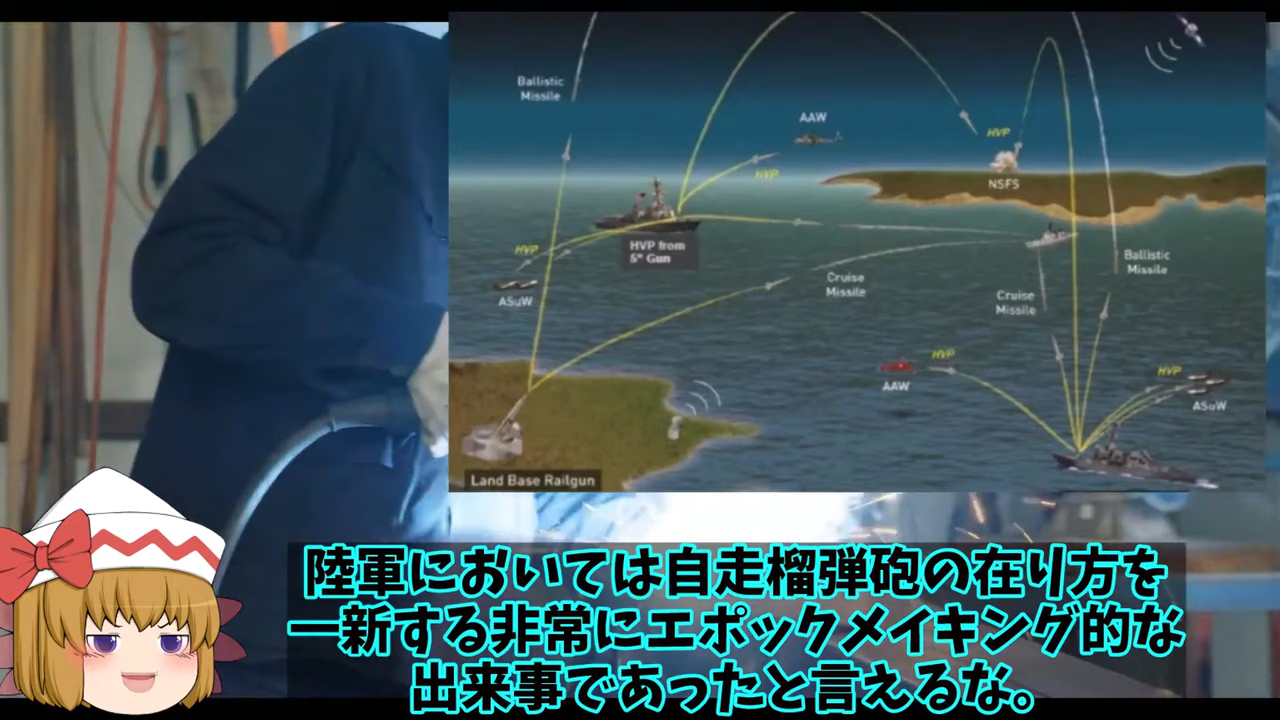 Ballistic
Missile
AAW
HVP
HVP
NSFS
HVP from
5" Gun
HVP
ASuW
Cruise
Missile
Ballistic
Missile
Cruise
Missile
HVP
AAW
HVP
ASuW
Land Base Railgun
陸軍においては自走榴弾砲の在り方を
一新する非常にエポックメイキング的な
出来事であったと言えるな。